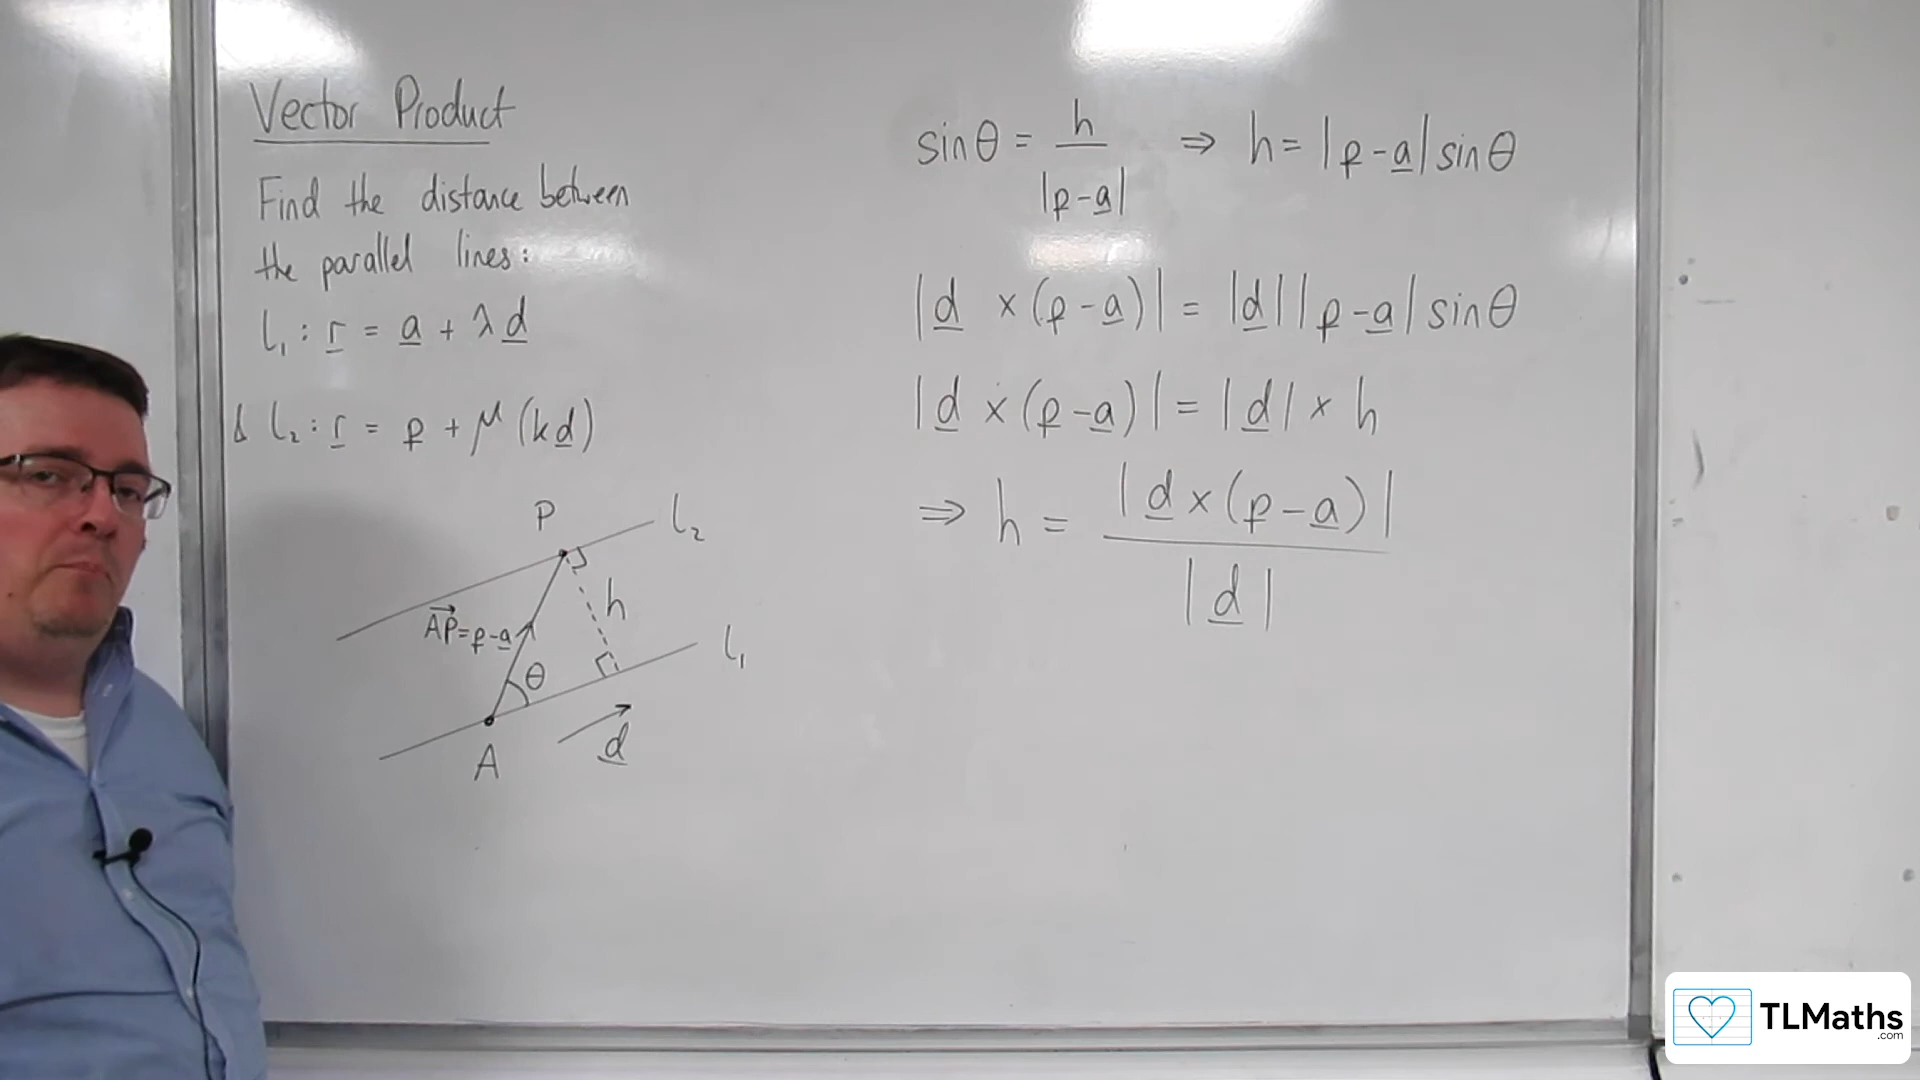 Vector Product
Find the distance between
the parallel lines:
l₁: r = a + λd
& l₂: r = p + μ(kd)
P
l₂
h
AP = p-a
θ
l₁
d
A
sinθ = h / |p-a| ⇒ h = |p-a| sinθ
|d × (p-a)| = |d||p-a| sinθ
|d × (p-a)| = |d| × h
⇒ h = |d × (p-a)| / |d|
TLMaths
.com